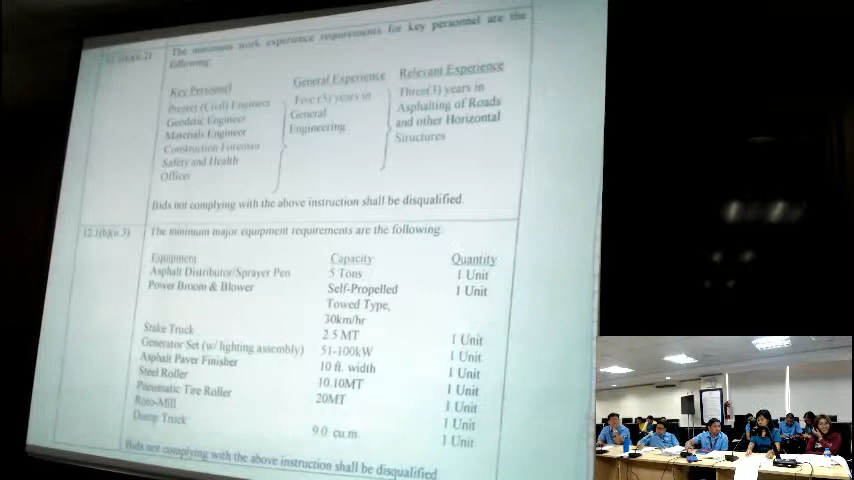 The minimum work experience requirements for key personnel are the
following:
Key Personnel General Experience Relevant Experience
Project (Civil) Engineer Five (5) years in Three(3) years in
Geodetic Engineer General Asphalting of Roads
Materials Engineer Engineering and other Horizontal
Construction Foreman Structures
Safety and Health
Officer
Bids not complying with the above instruction shall be disqualified.
12.1(b)(ii.3) The minimum major equipment requirements are the following:
Equipment Capacity Quantity
Asphalt Distributor/Sprayer Pen 5 Tons 1 Unit
Power Broom & Blower Self-Propelled 1 Unit
Towed Type,
30km/hr
Stake Truck 2.5 MT 1 Unit
Generator Set (w/ lighting assembly) 51-100kW 1 Unit
Asphalt Paver Finisher 10 ft. width 1 Unit
Steel Roller 10.10MT 1 Unit
Pneumatic Tire Roller 20MT 1 Unit
Roto-Mill 1 Unit
Dump Truck 9.0 cu.m 1 Unit
Bids not complying with the above instruction shall be disqualified